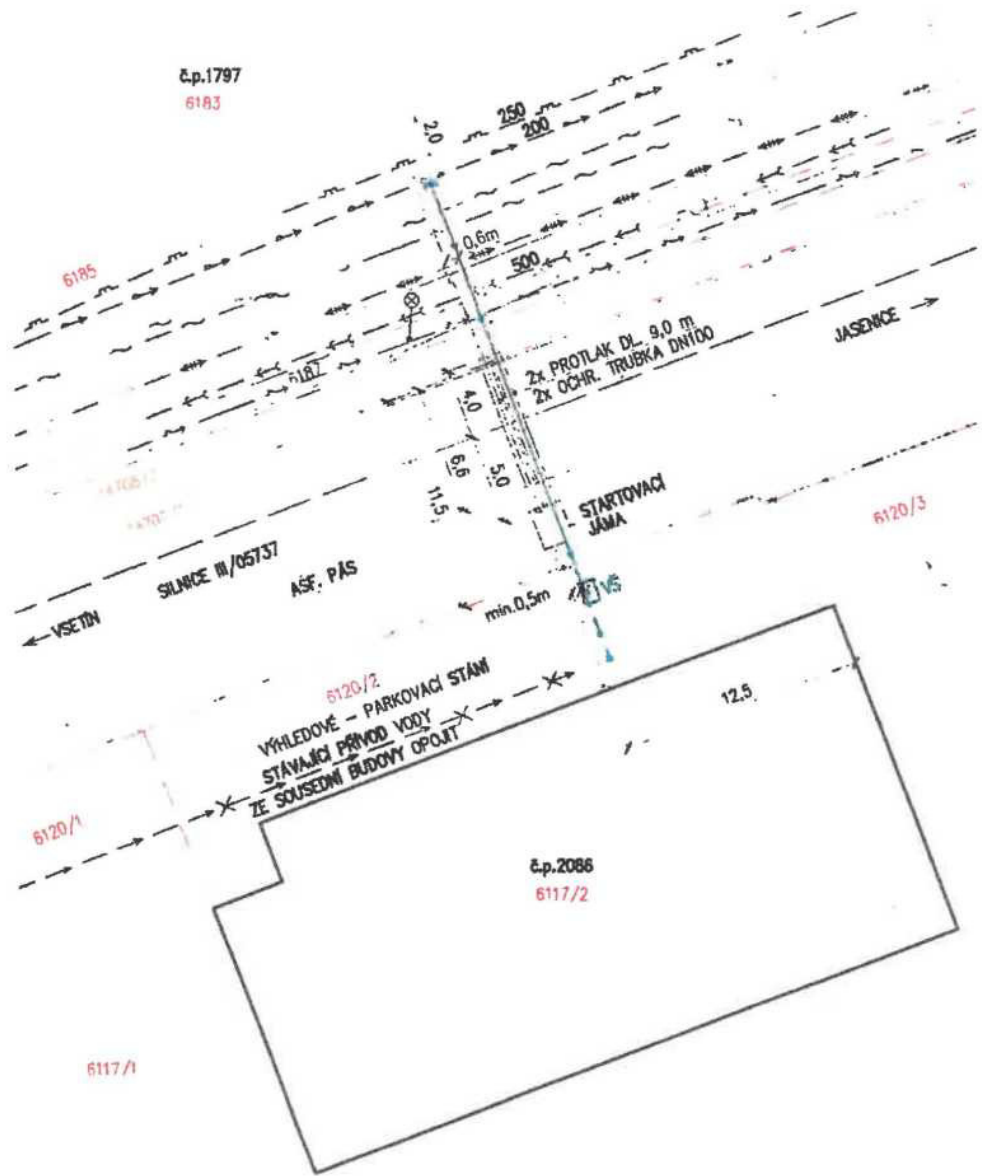 č.p.1797
6183
2,0
250
200
0,6m
6185
500
6187
2x PROTLAK DL. 9,0 m
2x OCHR. TRUBKA DN100
JASENICE
4,0
6,6
5,0
11,5
STARTOVACÍ
JÁMA
6120/3
SILNICE III/05737
ASF. PÁS
VSETÍN
min.0,5m
VŠ
6120/2
VÝHLEDOVĚ - PARKOVACÍ STÁNÍ
STÁVAJÍCÍ PŘÍVOD VODY
ZE SOUSEDNÍ BUDOVY OPOJIT
12,5
6120/1
č.p.2086
6117/2
6117/1